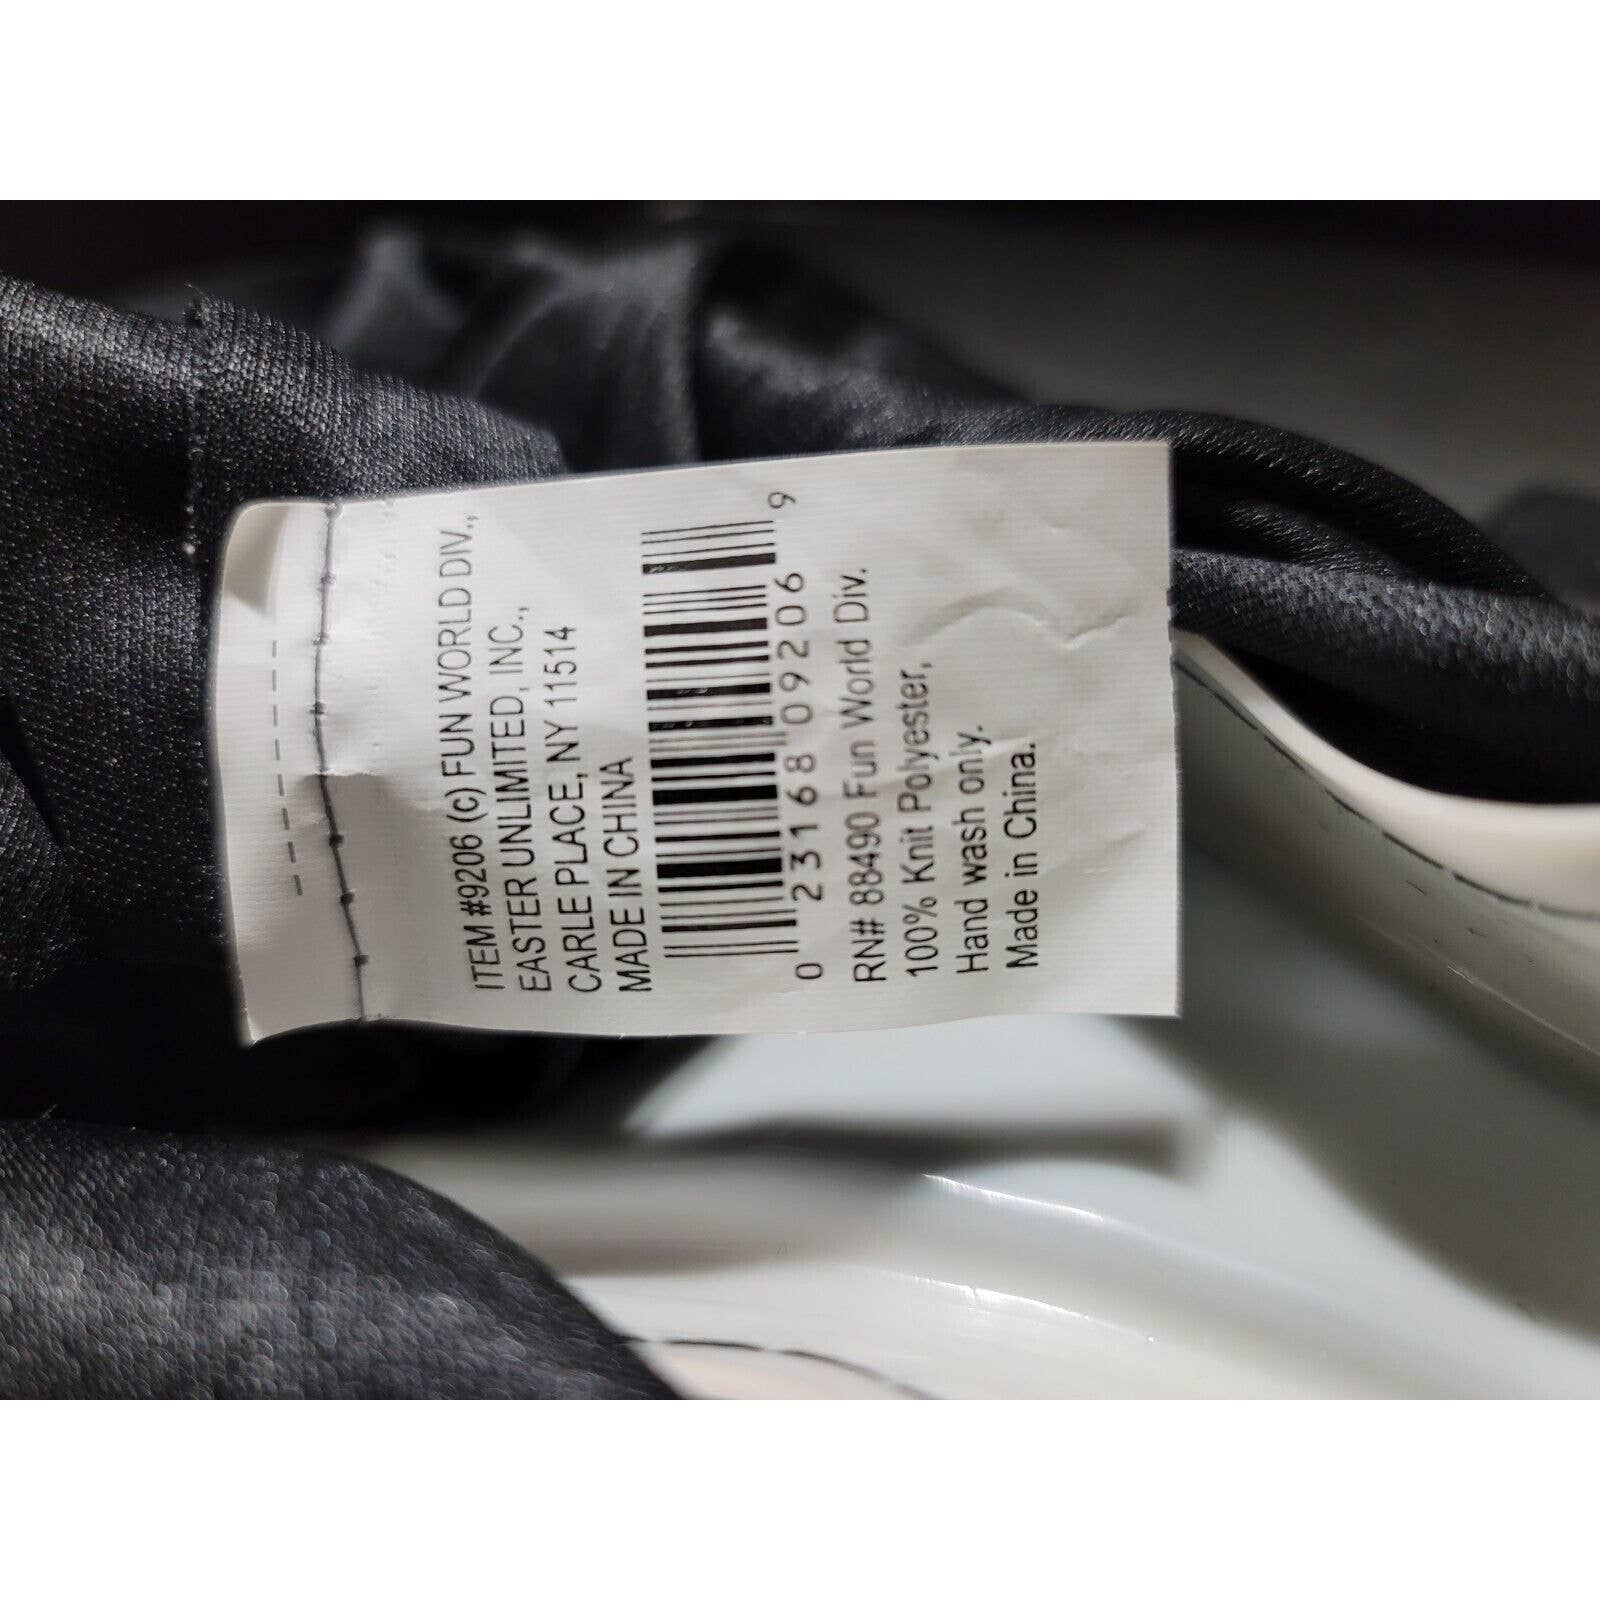 ITEM #9206 (c) FUN WORLD DIV.,
EASTER UNLIMITED, INC.,
CARLE PLACE, NY 11514
MADE IN CHINA
0 23168 09206 9
RN# 88490 Fun World Div.
100% Knit Polyester,
Hand wash only.
Made in China.